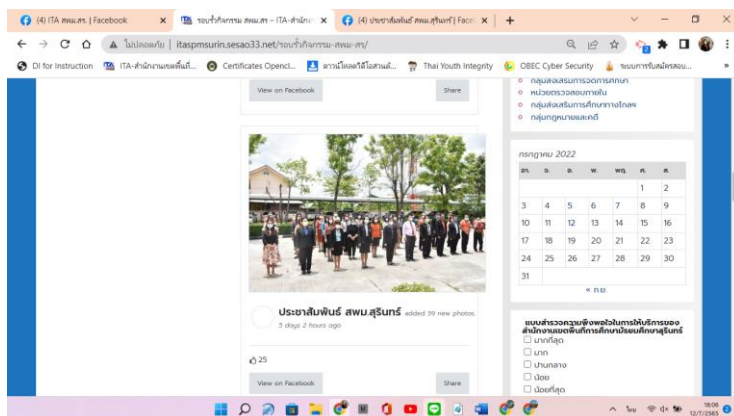 (4) ITA สพม.สร. | Facebook
รอบรั้วกิจกรรม สพม.สร – ITA-สำนัก
(4) ประชาสัมพันธ์ สพม.สุรินทร์ | Face
ไม่ปลอดภัย | itaspmsurin.sesao33.net/รอบรั้วกิจกรรม-สพม-สร/
DI for Instruction
ITA-สำนักงานเขตพื้นที่...
Certificates Opencl...
ดาวน์โหลดวิดีโอสวนด์...
Thai Youth Integrity
OBEC Cyber Security
ระบบการรับสมัครสอบ...
»
กลุ่มส่งเสริมการจัดการศึกษา
หน่วยตรวจสอบภายใน
กลุ่มส่งเสริมการศึกษาทางไกลฯ
กลุ่มกฎหมายและคดี
View on Facebook
Share
กรกฎาคม 2022
อา. จ. อ. พ. พฤ. ศ. ส.
1 2
3 4 5 6 7 8 9
10 11 12 13 14 15 16
17 18 19 20 21 22 23
24 25 26 27 28 29 30
31
« ก.ย.
ประชาสัมพันธ์ สพม.สุรินทร์ added 39 new photos.
5 days 2 hours ago
25
View on Facebook
Share
แบบสำรวจความพึงพอใจในการให้บริการของ
สำนักงานเขตพื้นที่การศึกษามัธยมศึกษาสุรินทร์
มากที่สุด
มาก
ปานกลาง
น้อย
น้อยที่สุด
ไทย
18:06
12/7/2565